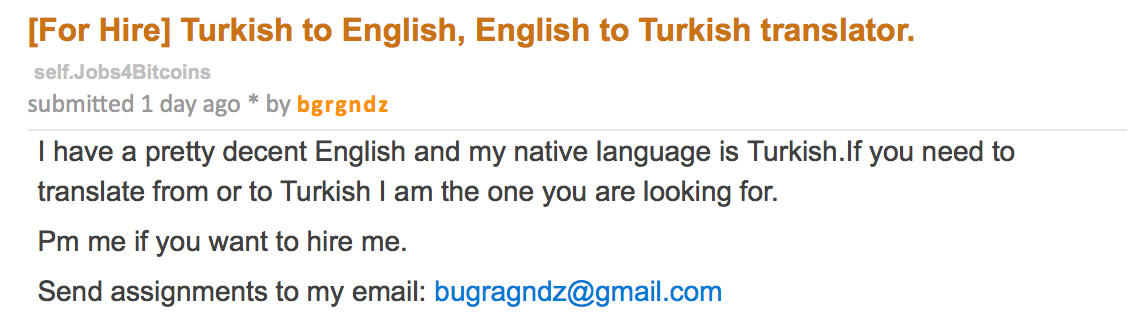 [For Hire] Turkish to English, English to Turkish translator.
self.Jobs4Bitcoins
submitted 1 day ago * by bgrgndz
I have a pretty decent English and my native language is Turkish.If you need to
translate from or to Turkish I am the one you are looking for.
Pm me if you want to hire me.
Send assignments to my email: bugragndz@gmail.com